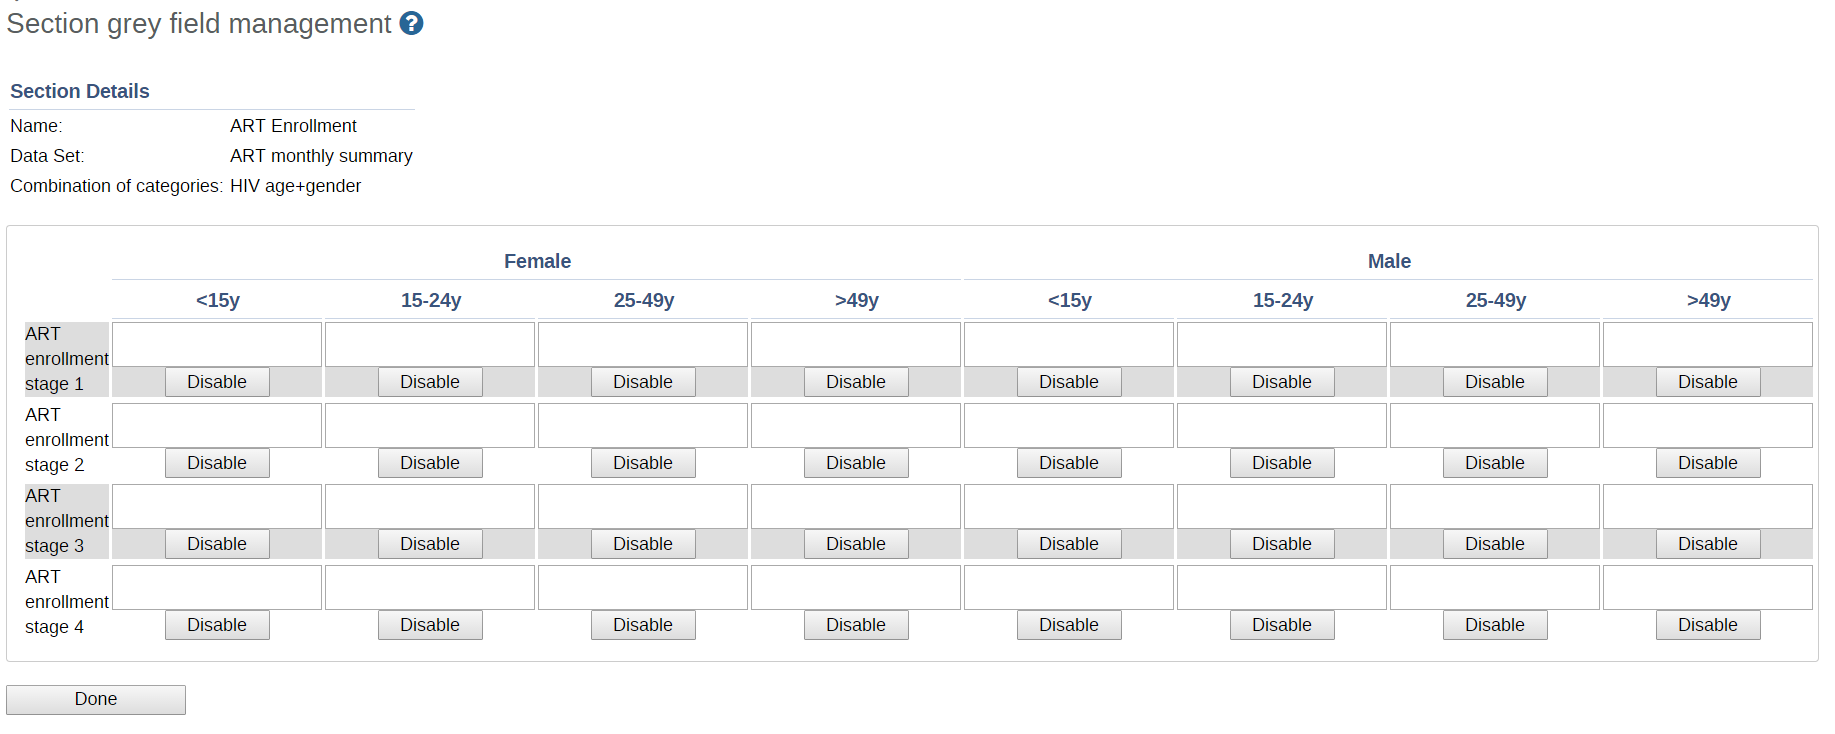 Section grey field management ?
Section Details
Name: ART Enrollment
Data Set: ART monthly summary
Combination of categories: HIV age+gender
Female Male
<15y 15-24y 25-49y >49y <15y 15-24y 25-49y >49y
ART
enrollment
stage 1
Disable Disable Disable Disable Disable Disable Disable Disable
ART
enrollment
stage 2
Disable Disable Disable Disable Disable Disable Disable Disable
ART
enrollment
stage 3
Disable Disable Disable Disable Disable Disable Disable Disable
ART
enrollment
stage 4
Disable Disable Disable Disable Disable Disable Disable Disable
Done